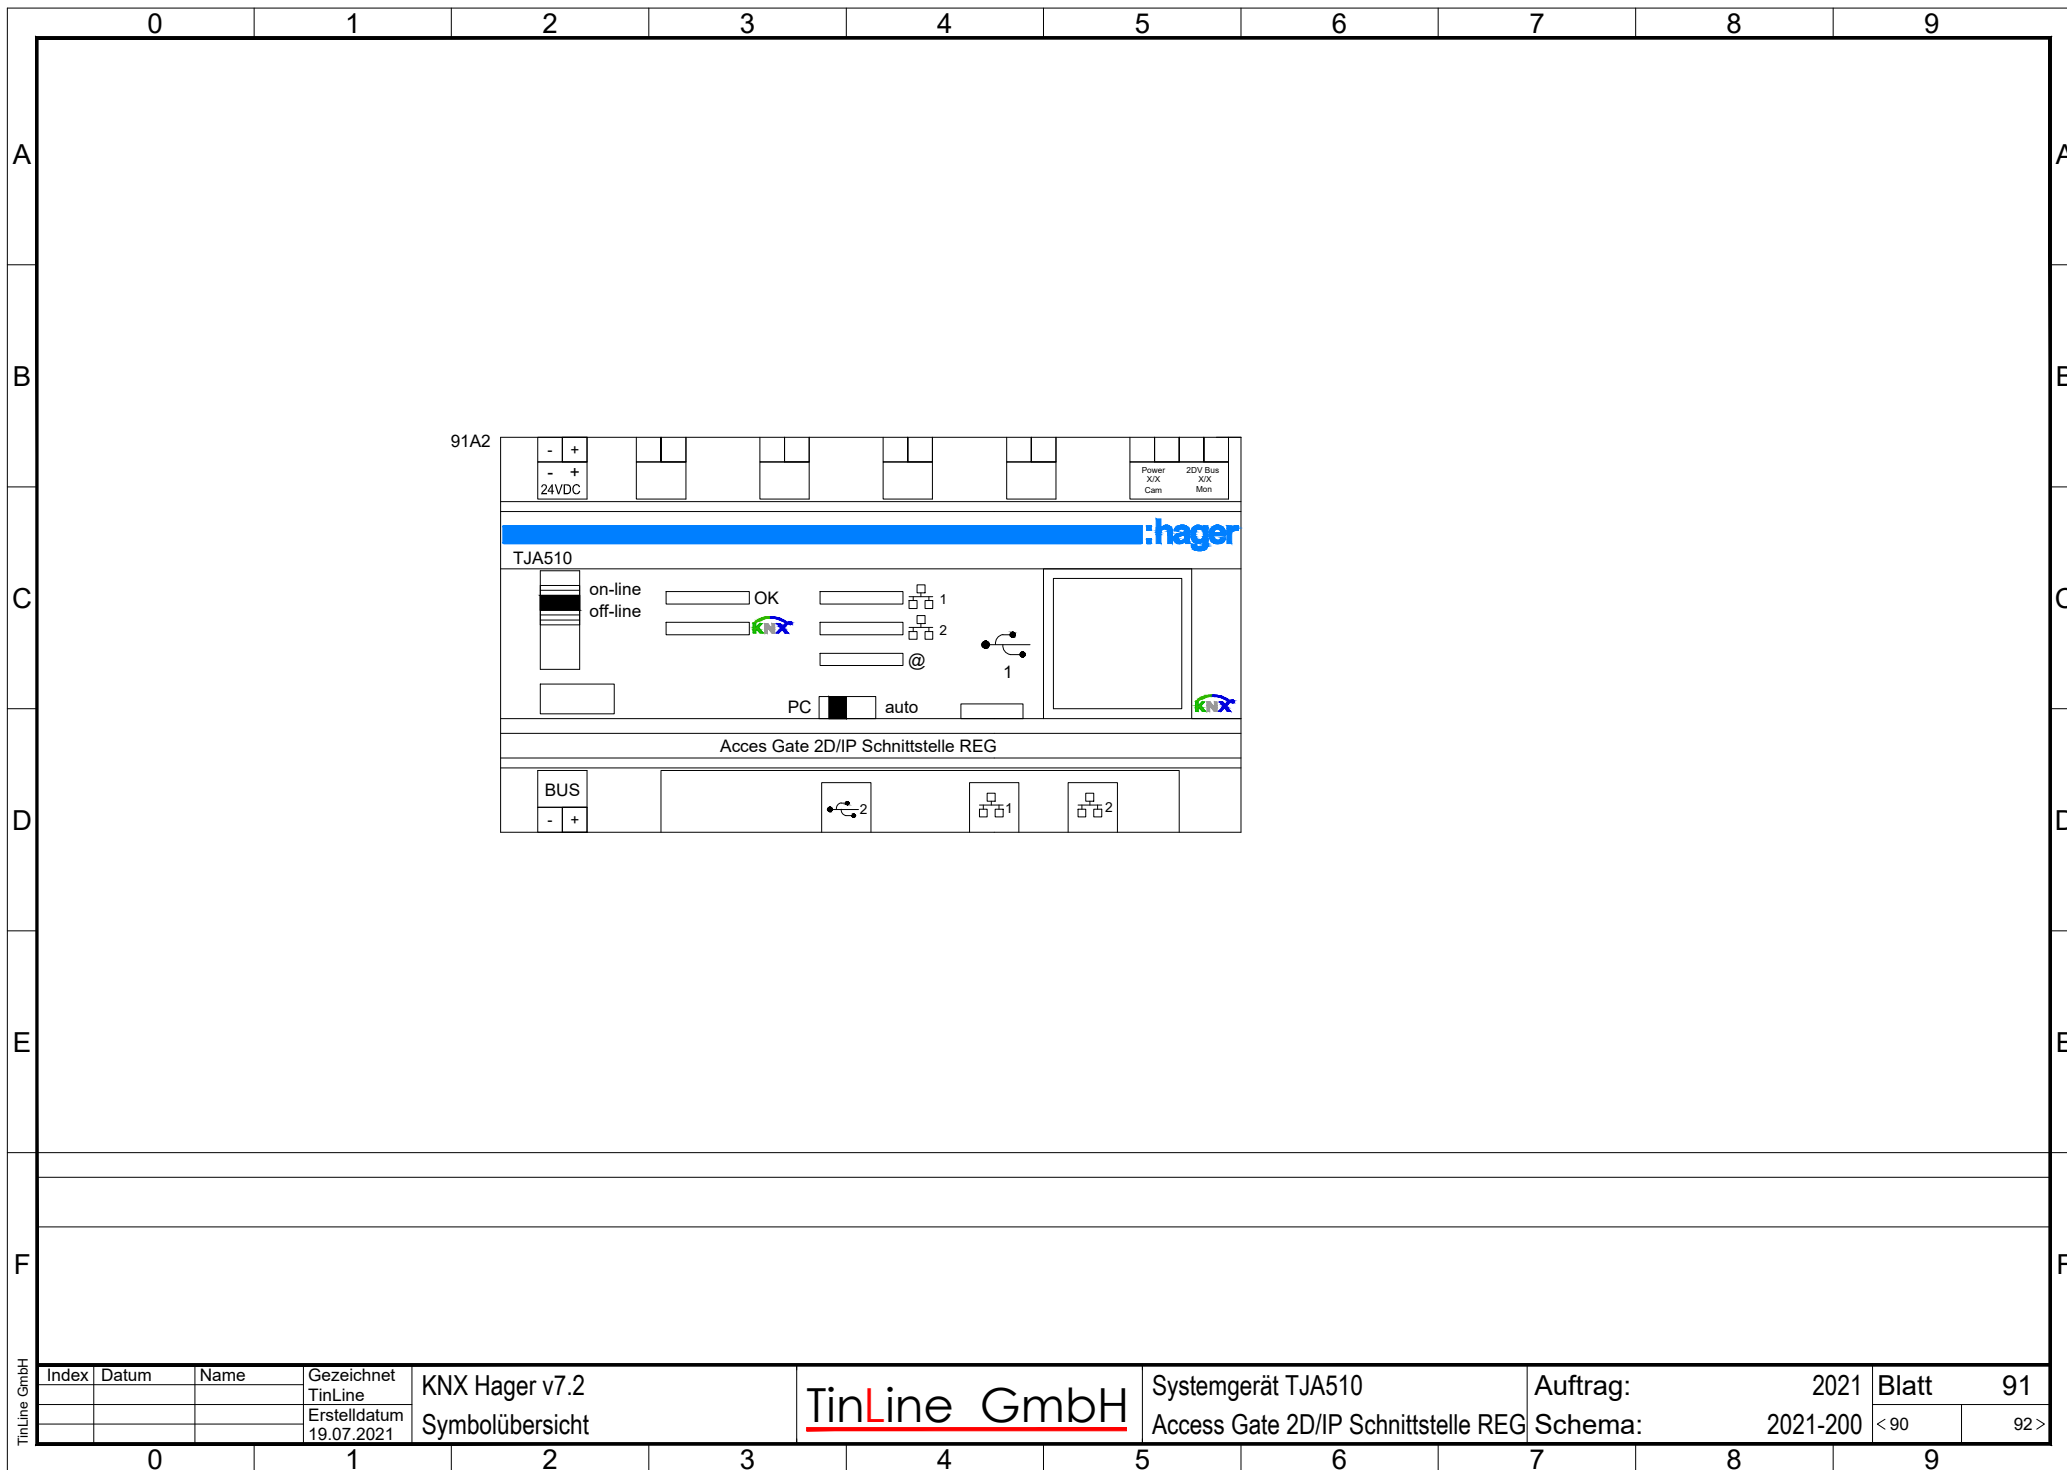 0 1 2 3 4 5 6 7 8 9
A A
B B
C C
D D
E E
F F
91A2
- +
- +
24VDC
Power 2DV Bus
X/X X/X
Cam Mon
:hager
TJA510
on-line
off-line
OK
KNX
1
2
@
1
PC auto
KNX
Acces Gate 2D/IP Schnittstelle REG
BUS
- +
2
1
2
TinLine GmbH
Index Datum Name
Gezeichnet
TinLine
Erstelldatum
19.07.2021
KNX Hager v7.2
Symbolübersicht
TinLine GmbH
Systemgerät TJA510
Access Gate 2D/IP Schnittstelle REG
Auftrag: 2021
Schema: 2021-200
Blatt 91
< 90 92 >
0 1 2 3 4 5 6 7 8 9